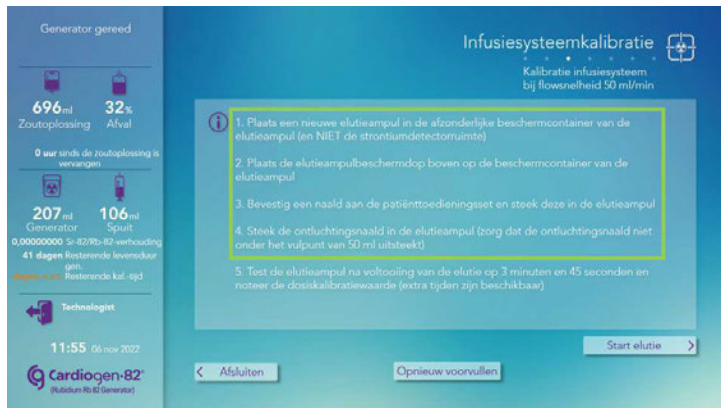 Generator gereed
696 ml
Zoutoplossing
32%
Afval
0 uur sinds de zoutoplossing is
vervangen
207 ml
Generator
106 ml
Spuit
0,00000000 Sr-82/Rb-82-verhouding
41 dagen Resterende levensduur
gen.
Resterende kal.-tijd
Technologist
11:55 06 nov 2022
Cardiogen-82®
(Rubidium Rb 82 Generator)
Infusiesysteemkalibratie
Kalibratie infusiesysteem
bij flowsnelheid 50 ml/min
1. Plaats een nieuwe elutieampul in de afzonderlijke beschermcontainer van de
elutieampul (en NIET de strontiumdetectorruimte)
2. Plaats de elutieampulbeschermdop boven op de beschermcontainer van de
elutieampul
3. Bevestig een naald aan de patiënttoedieningsset en steek deze in de elutieampul
4. Steek de ontluchtingsnaald in de elutieampul (zorg dat de ontluchtingsnaald niet
onder het vulpunt van 50 ml uitsteekt)
5. Test de elutieampul na voltooiing van de elutie op 3 minuten en 45 seconden en
noteer de dosiskalibratiewaarde (extra tijden zijn beschikbaar)
Start elutie >
< Afsluiten
Opnieuw voorvullen